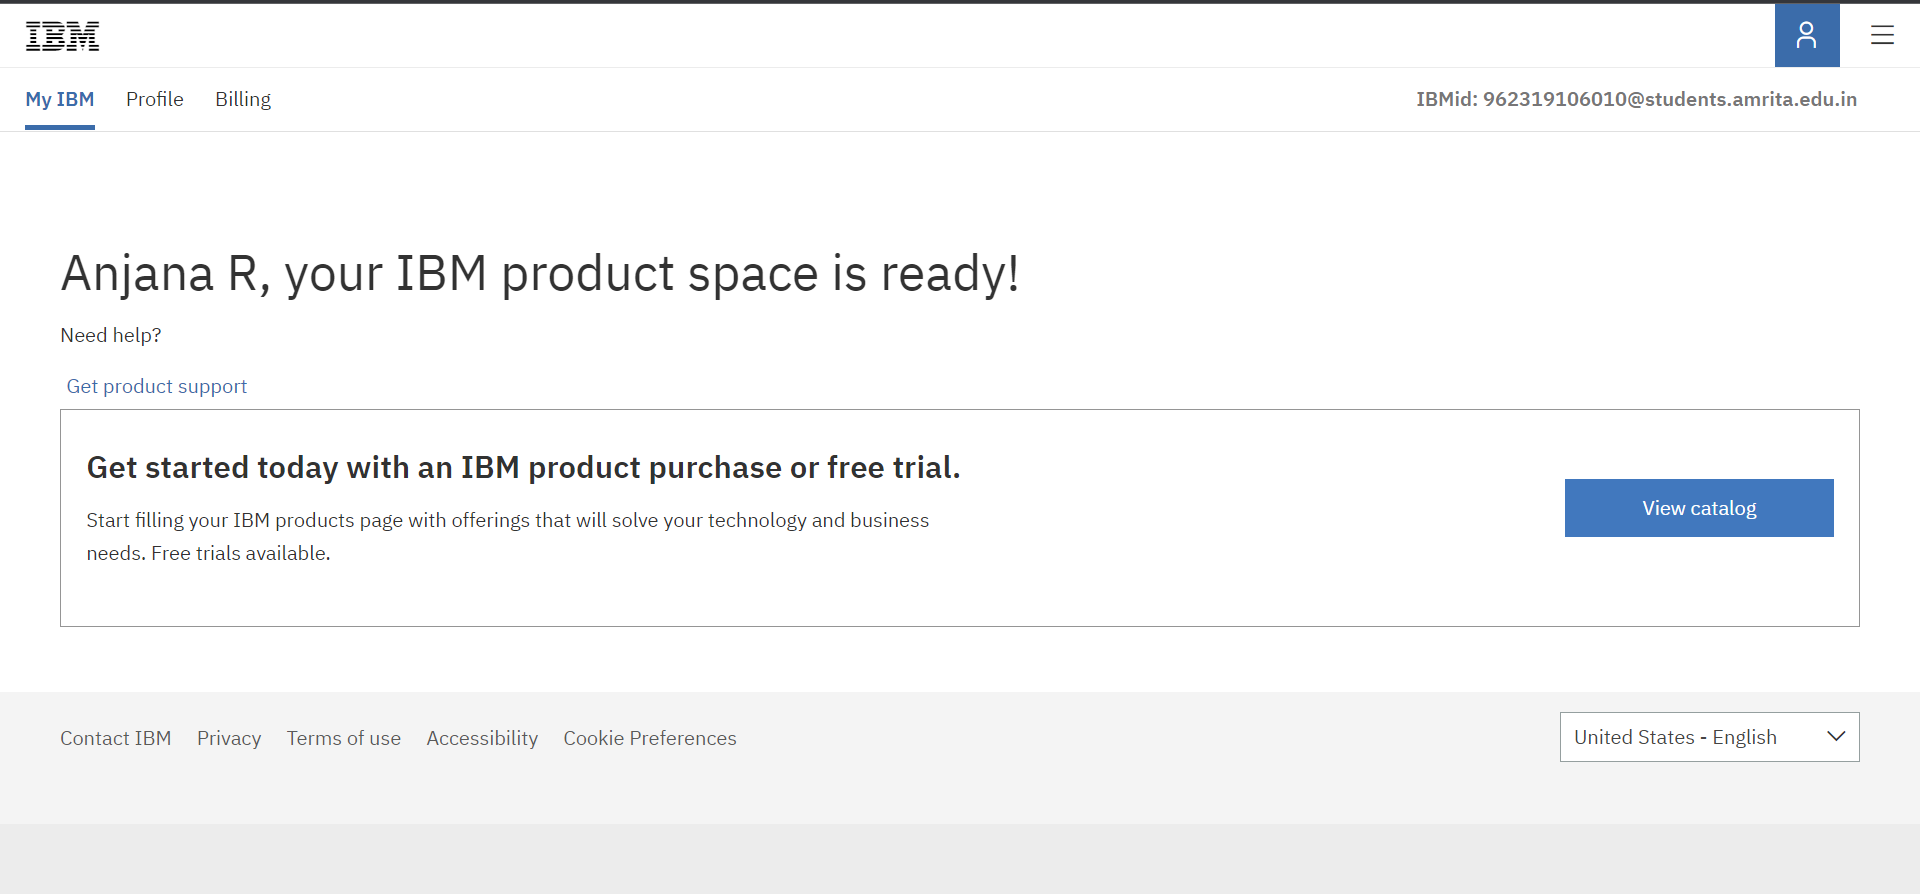 IBM
My IBM Profile Billing IBMid: 962319106010@students.amrita.edu.in
Anjana R, your IBM product space is ready!
Need help?
Get product support
Get started today with an IBM product purchase or free trial.
Start filling your IBM products page with offerings that will solve your technology and business
needs. Free trials available.
View catalog
Contact IBM Privacy Terms of use Accessibility Cookie Preferences
United States - English